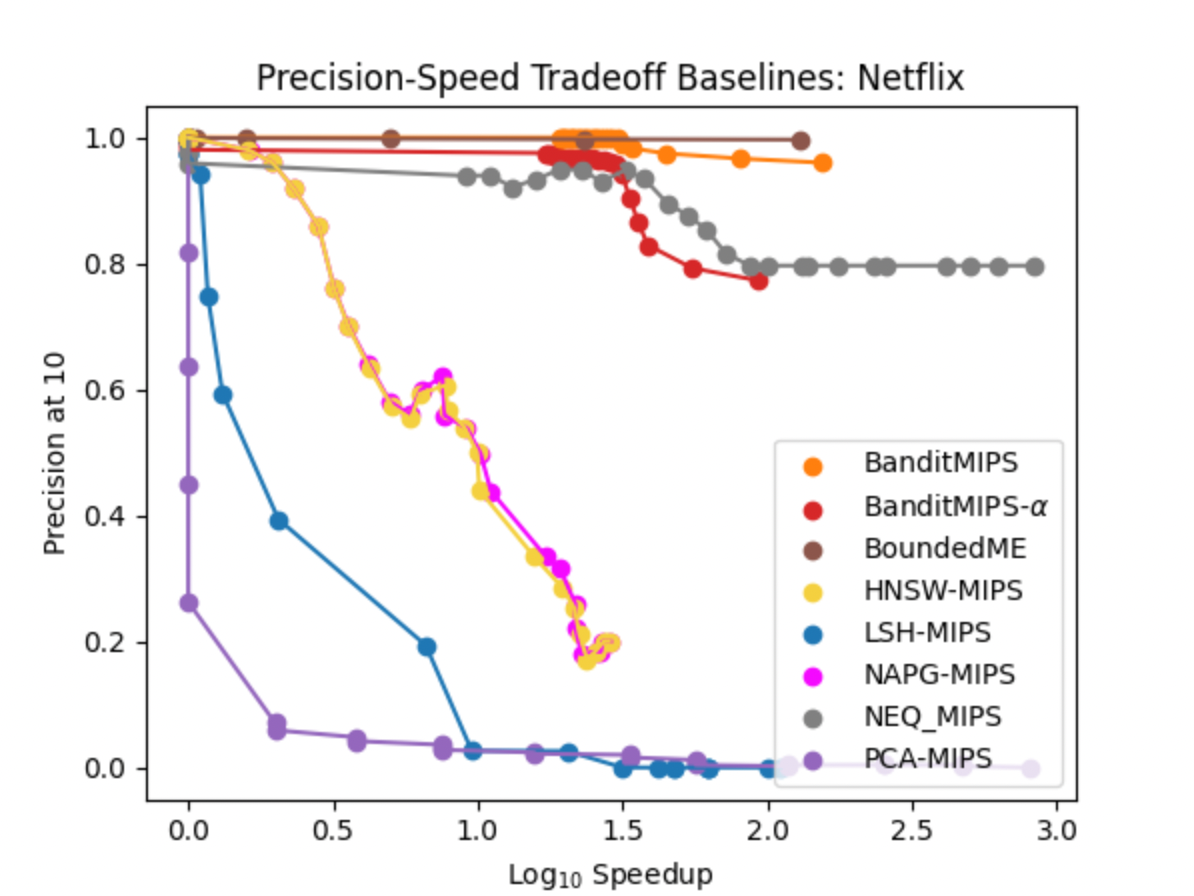 Precision-Speed Tradeoff Baselines: Netflix
1.0
0.8
0.6
0.4
0.2
0.0
Precision at 10
BanditMIPS
BanditMIPS-α
BoundedME
HNSW-MIPS
LSH-MIPS
NAPG-MIPS
NEQ_MIPS
PCA-MIPS
0.0 0.5 1.0 1.5 2.0 2.5 3.0
Log₁₀ Speedup